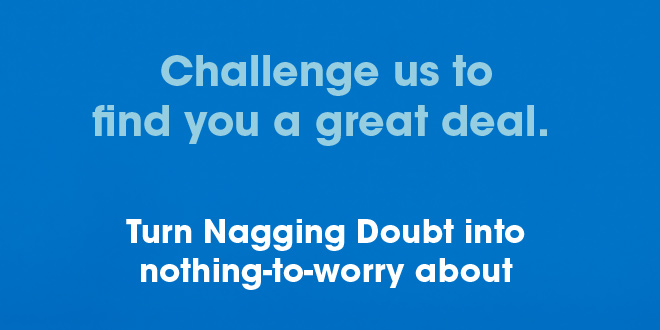 Challenge us to
find you a great deal.
Turn Nagging Doubt into
nothing-to-worry about